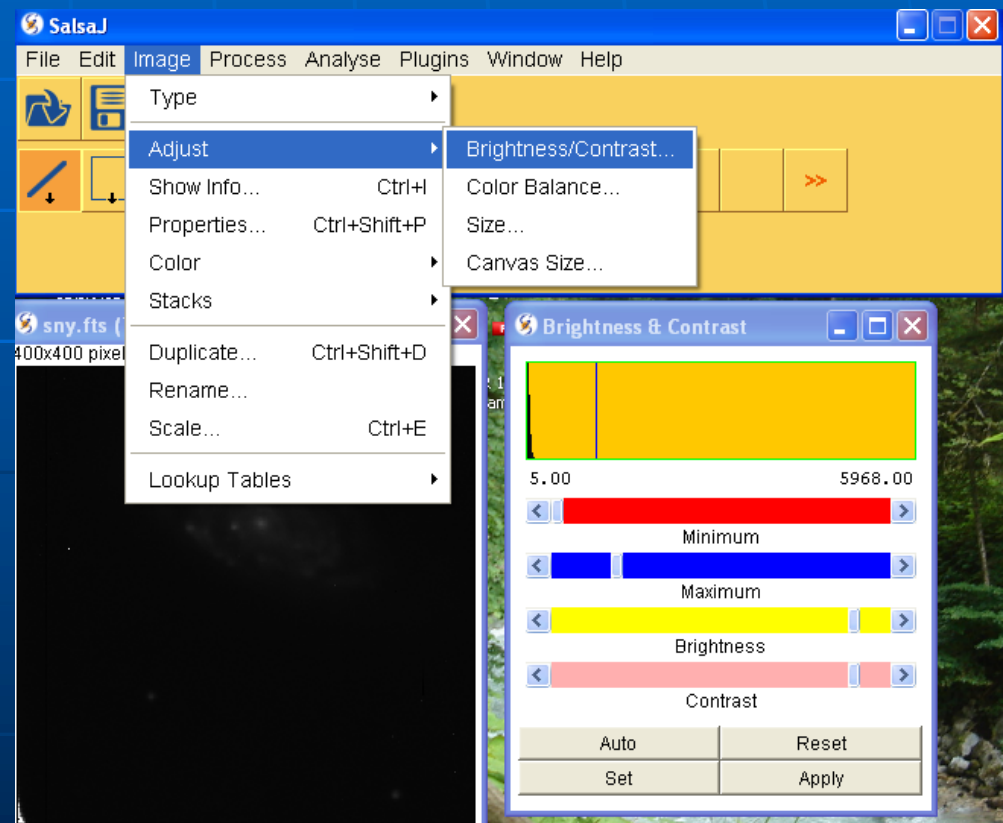 SalsaJ
File Edit Image Process Analyse Plugins Window Help
Type
Adjust
Show Info... Ctrl+I
Properties... Ctrl+Shift+P
Color
Stacks
Duplicate... Ctrl+Shift+D
Rename...
Scale... Ctrl+E
Lookup Tables
Brightness/Contrast...
Color Balance...
Size...
Canvas Size...
>>
sny.fts (
400x400 pixel
Brightness & Contrast
5.00 5968.00
Minimum
Maximum
Brightness
Contrast
Auto Reset
Set Apply